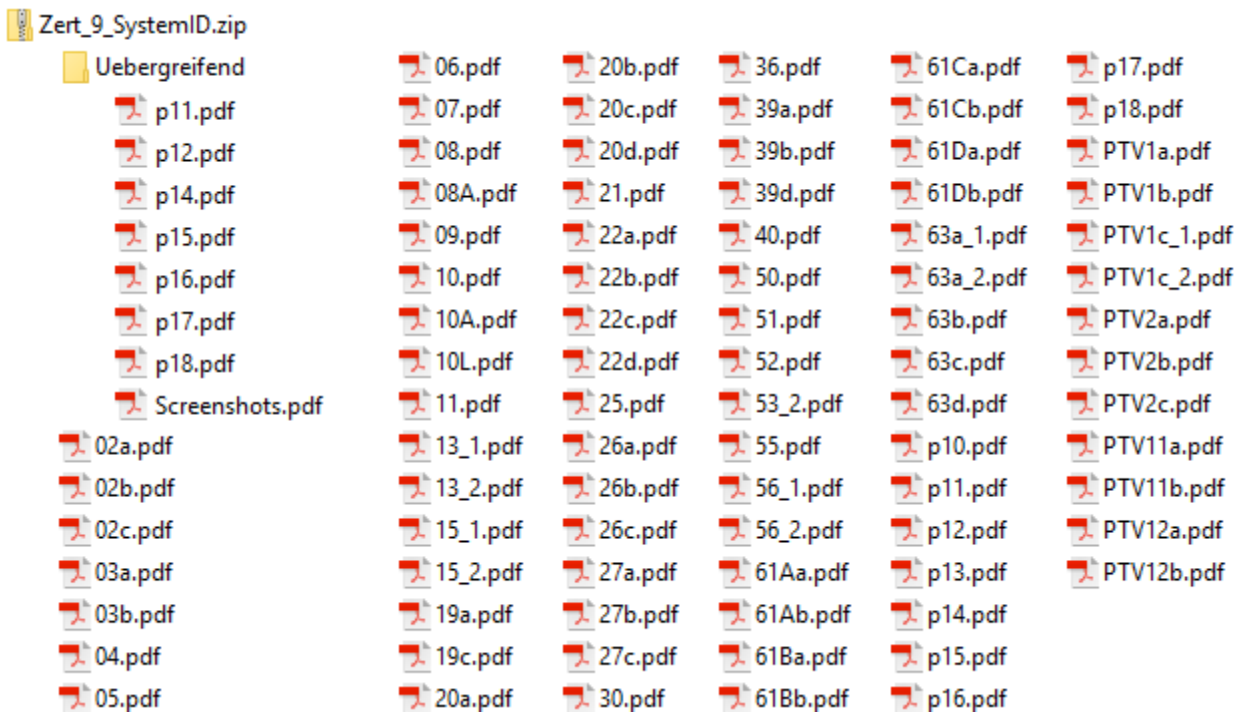 Zert_9_SystemID.zip
Uebergreifend
p11.pdf
p12.pdf
p14.pdf
p15.pdf
p16.pdf
p17.pdf
p18.pdf
Screenshots.pdf
02a.pdf
02b.pdf
02c.pdf
03a.pdf
03b.pdf
04.pdf
05.pdf
06.pdf
07.pdf
08.pdf
08A.pdf
09.pdf
10.pdf
10A.pdf
10L.pdf
11.pdf
13_1.pdf
13_2.pdf
15_1.pdf
15_2.pdf
19a.pdf
19c.pdf
20a.pdf
20b.pdf
20c.pdf
20d.pdf
21.pdf
22a.pdf
22b.pdf
22c.pdf
22d.pdf
25.pdf
26a.pdf
26b.pdf
26c.pdf
27a.pdf
27b.pdf
27c.pdf
30.pdf
36.pdf
39a.pdf
39b.pdf
39d.pdf
40.pdf
50.pdf
51.pdf
52.pdf
53_2.pdf
55.pdf
56_1.pdf
56_2.pdf
61Aa.pdf
61Ab.pdf
61Ba.pdf
61Bb.pdf
61Ca.pdf
61Cb.pdf
61Da.pdf
61Db.pdf
63a_1.pdf
63a_2.pdf
63b.pdf
63c.pdf
63d.pdf
p10.pdf
p11.pdf
p12.pdf
p13.pdf
p14.pdf
p15.pdf
p16.pdf
p17.pdf
p18.pdf
PTV1a.pdf
PTV1b.pdf
PTV1c_1.pdf
PTV1c_2.pdf
PTV2a.pdf
PTV2b.pdf
PTV2c.pdf
PTV11a.pdf
PTV11b.pdf
PTV12a.pdf
PTV12b.pdf